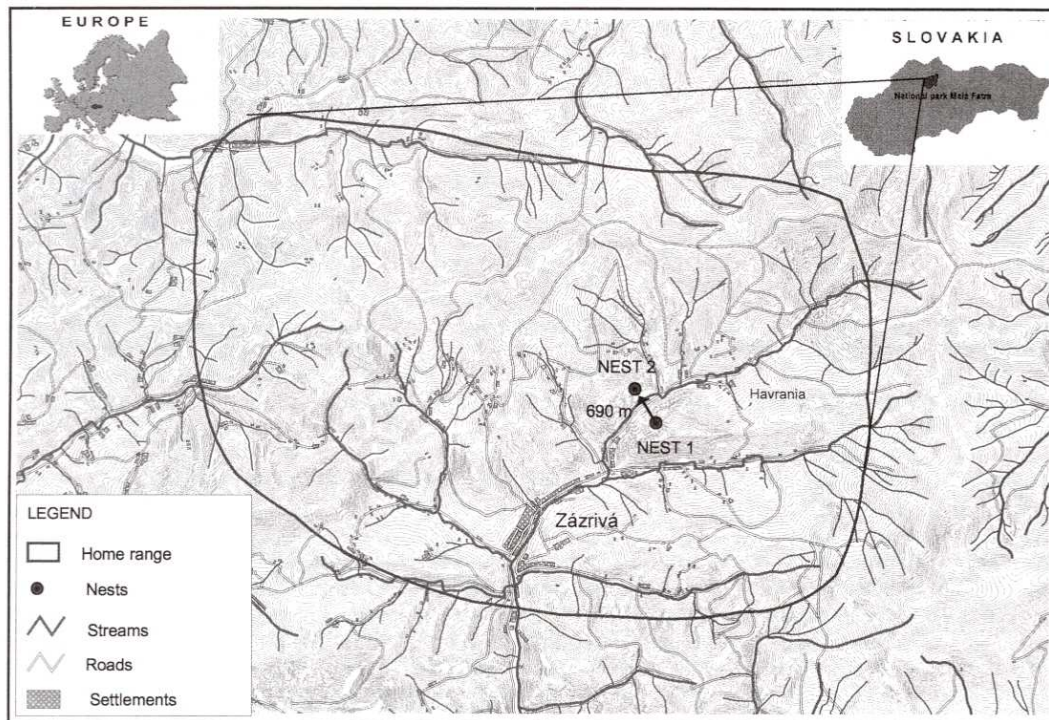 EUROPE
SLOVAKIA
National park Malá Fatra
NEST 2
690 m
Havrania
NEST 1
Zázrivá
LEGEND
Home range
Nests
Streams
Roads
Settlements